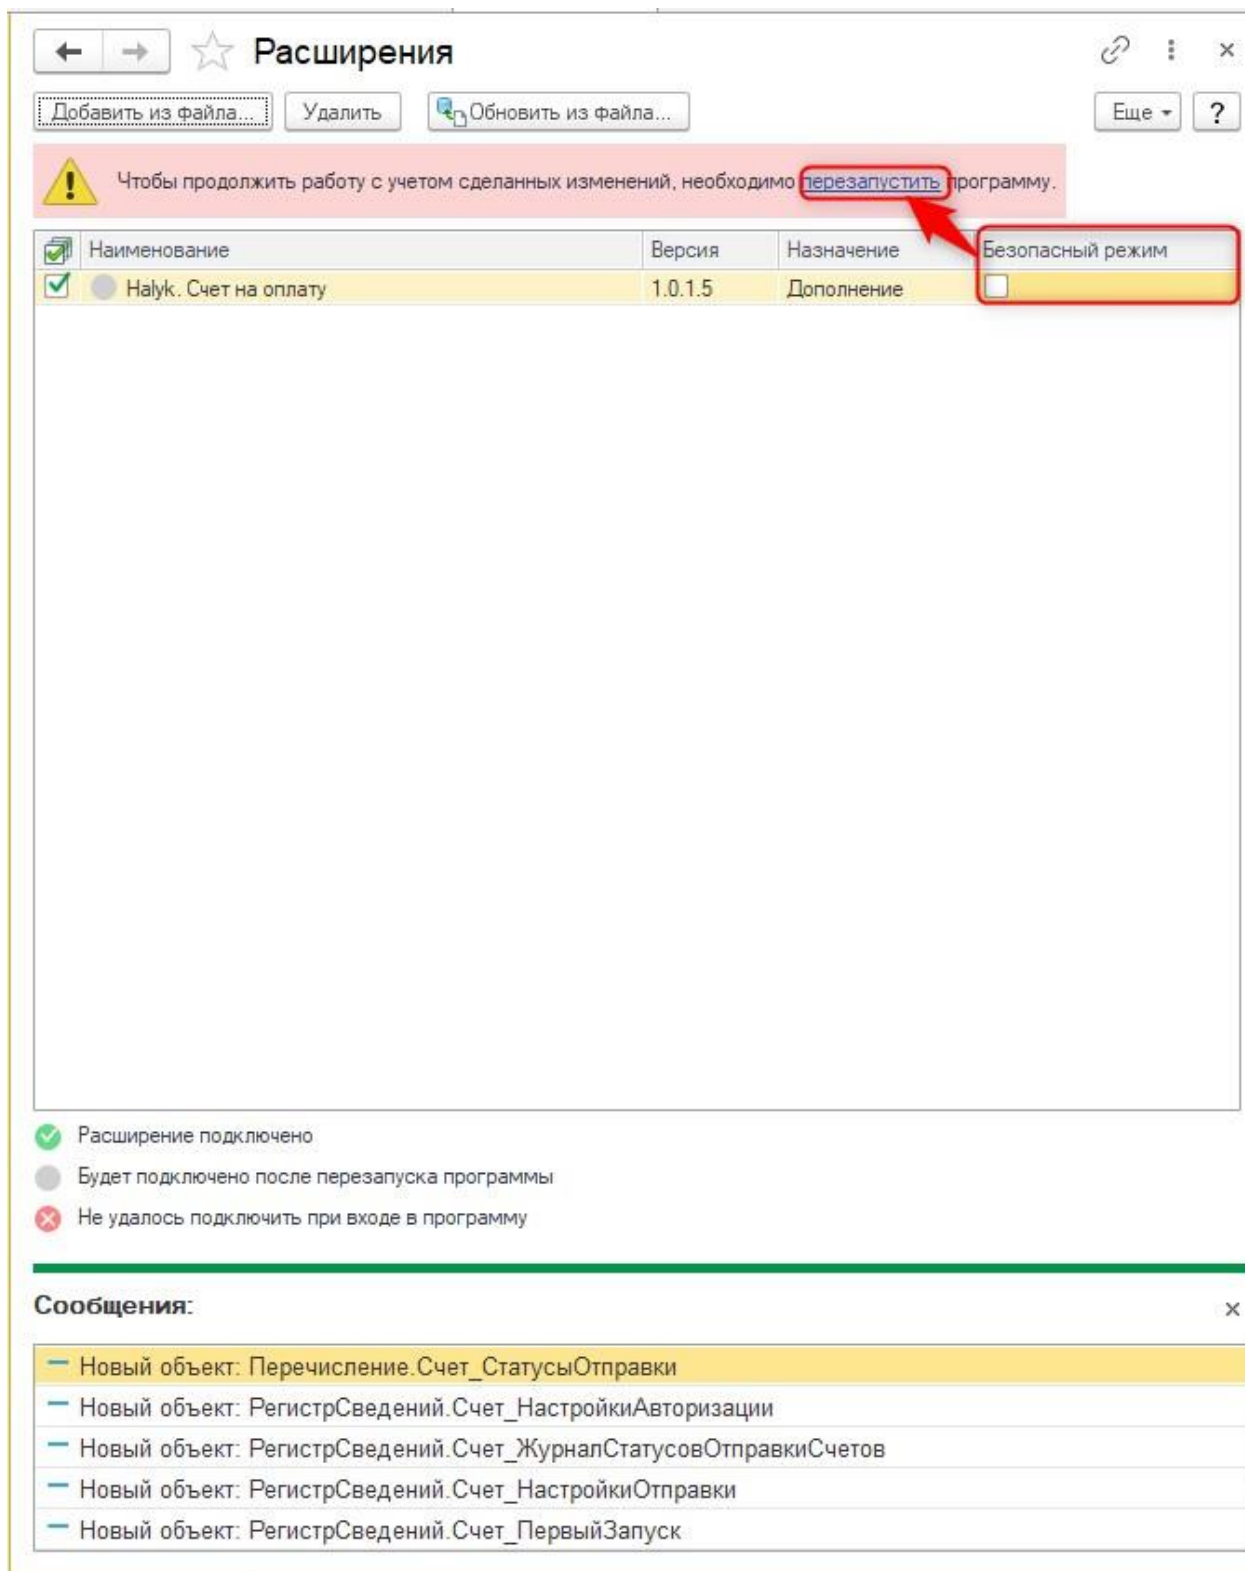 Расширения
Добавить из файла... Удалить Обновить из файла... Еще ?
Чтобы продолжить работу с учетом сделанных изменений, необходимо перезапустить программу.
Наименование Версия Назначение Безопасный режим
Halyk. Счет на оплату 1.0.1.5 Дополнение
Расширение подключено
Будет подключено после перезапуска программы
Не удалось подключить при входе в программу
Сообщения:
Новый объект: Перечисление.Счет_СтатусыОтправки
Новый объект: РегистрСведений.Счет_НастройкиАвторизации
Новый объект: РегистрСведений.Счет_ЖурналСтатусовОтправкиСчетов
Новый объект: РегистрСведений.Счет_НастройкиОтправки
Новый объект: РегистрСведений.Счет_ПервыйЗапуск